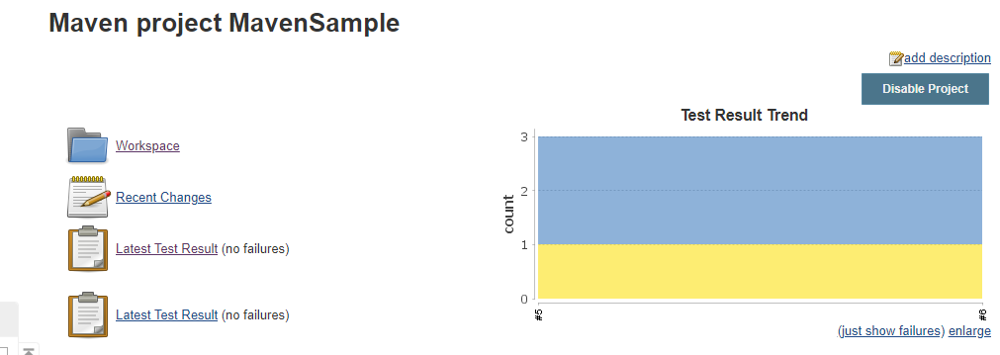 Maven project MavenSample
add description
Disable Project
Test Result Trend
Workspace
Recent Changes
Latest Test Result (no failures)
Latest Test Result (no failures)
count
3
2
1
0
#5
#6
(just show failures) enlarge